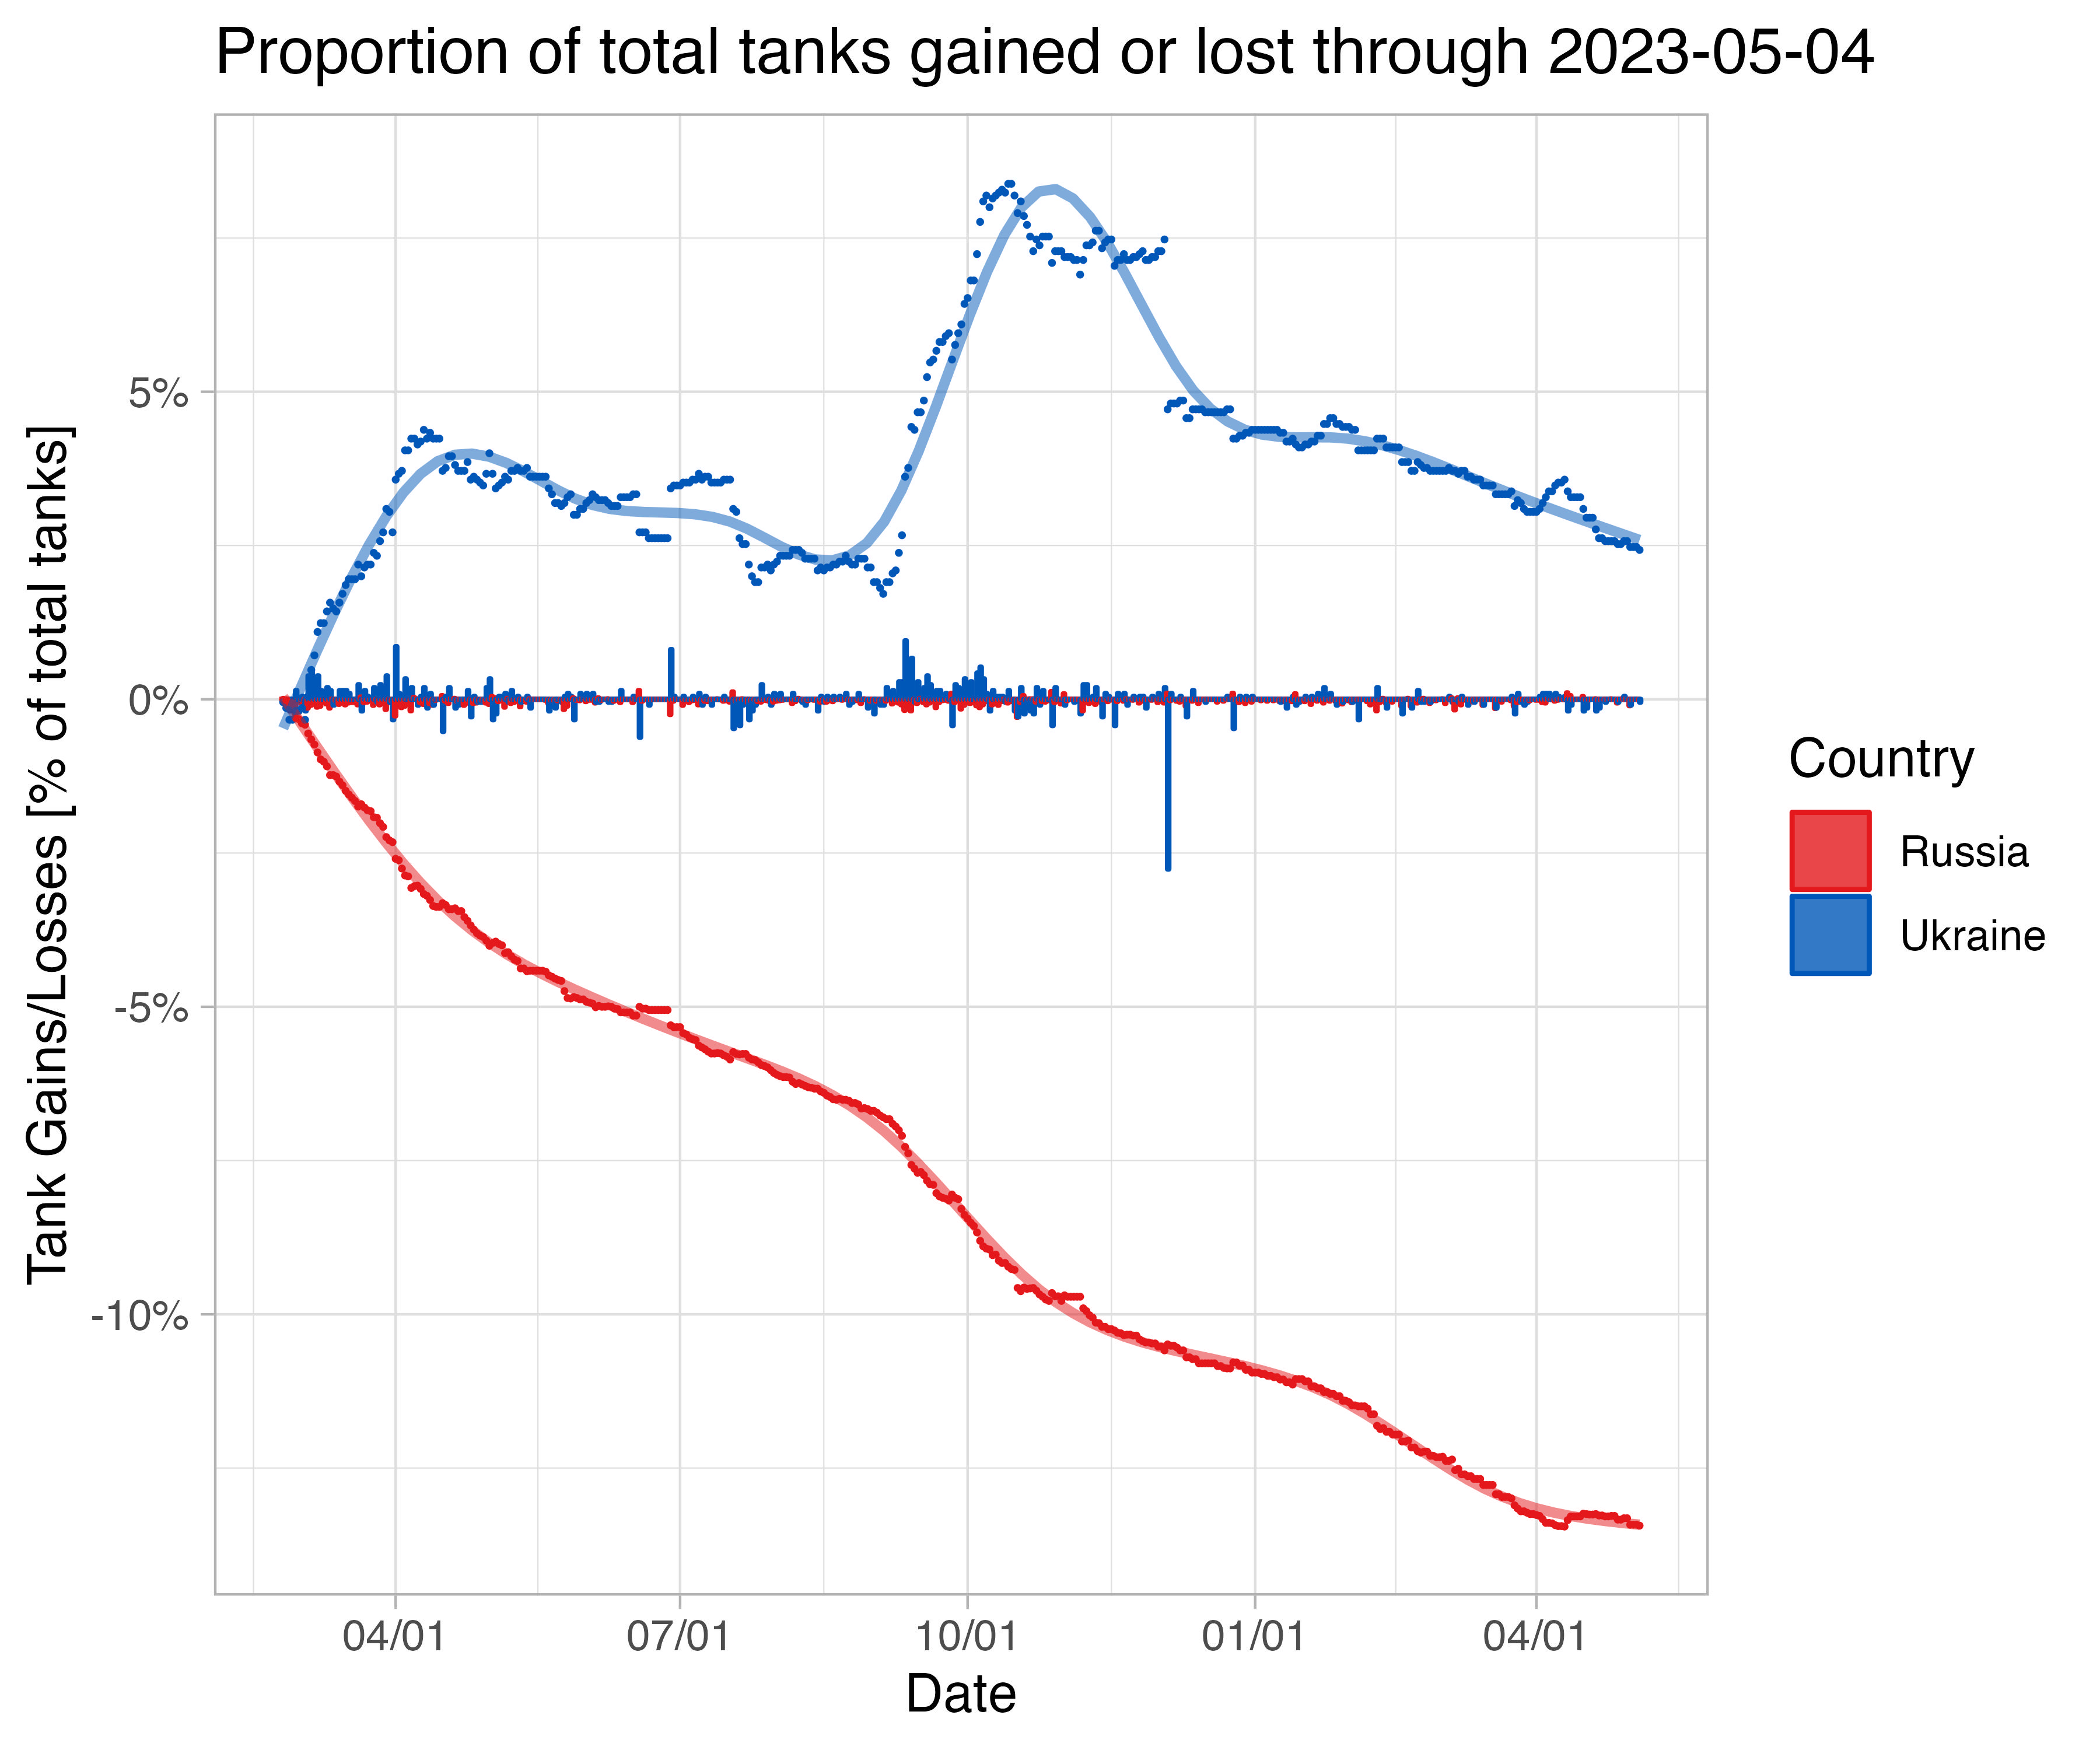 Proportion of total tanks gained or lost through 2023-05-04
Tank Gains/Losses [% of total tanks]
5%
0%
-5%
-10%
04/01
07/01
10/01
01/01
04/01
Date
Country
Russia
Ukraine